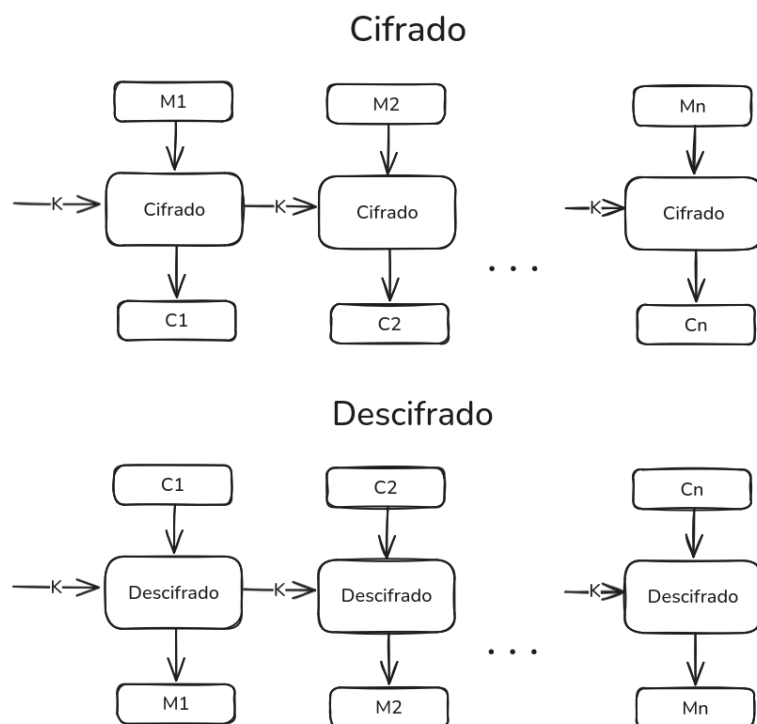 Cifrado
M1
M2
Mn
K
Cifrado
K
Cifrado
K
Cifrado
. . .
C1
C2
Cn
Descifrado
C1
C2
Cn
K
Descifrado
K
Descifrado
K
Descifrado
. . .
M1
M2
Mn